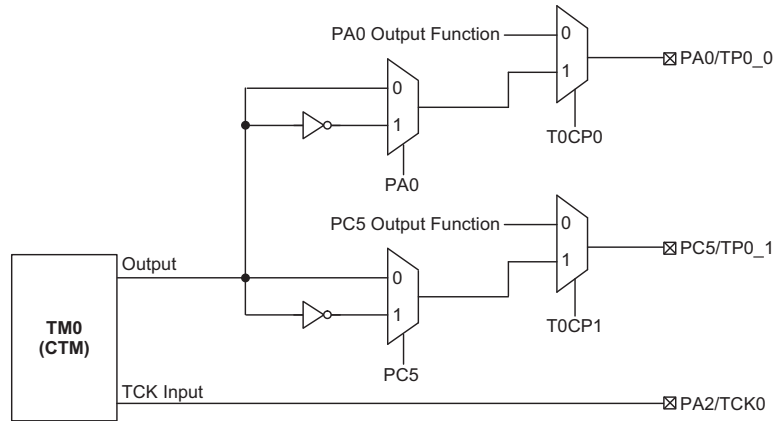 PA0 Output Function
0
1
PA0/TP0_0
T0CP0
0
1
PA0
PC5 Output Function
0
1
PC5/TP0_1
T0CP1
Output
0
1
PC5
TM0
(CTM)
TCK Input
PA2/TCK0